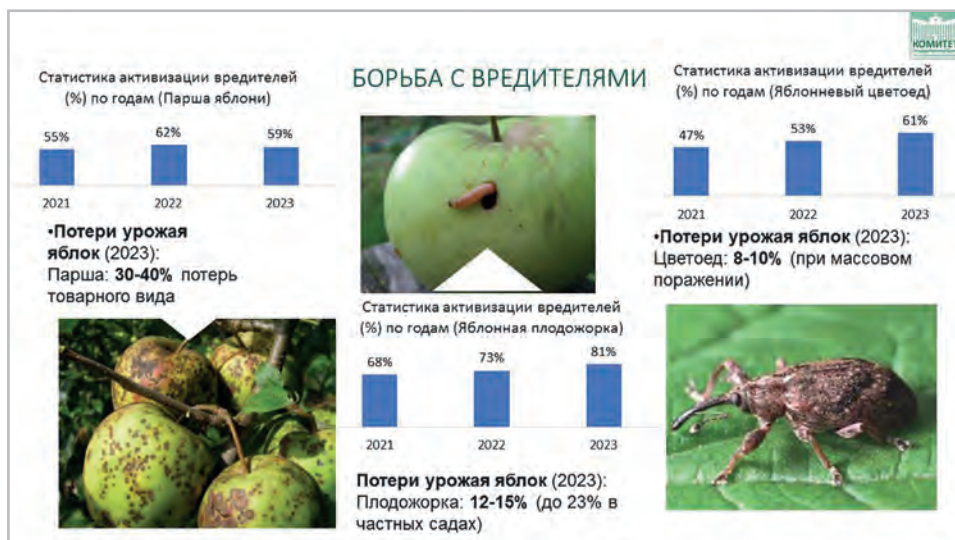 КОМИТЕТ
БОРЬБА С ВРЕДИТЕЛЯМИ
Статистика активизации вредителей
(%) по годам (Парша яблони)
55%
62%
59%
2021
2022
2023
•Потери урожая
яблок (2023):
Парша: 30-40% потерь
товарного вида
Статистика активизации вредителей
(%) по годам (Яблонная плодожорка)
68%
73%
81%
2021
2022
2023
Потери урожая яблок (2023):
Плодожорка: 12-15% (до 23% в
частных садах)
Статистика активизации вредителей
(%) по годам (Яблонневый цветоед)
47%
53%
61%
2021
2022
2023
•Потери урожая яблок (2023):
Цветоед: 8-10% (при массовом
поражении)